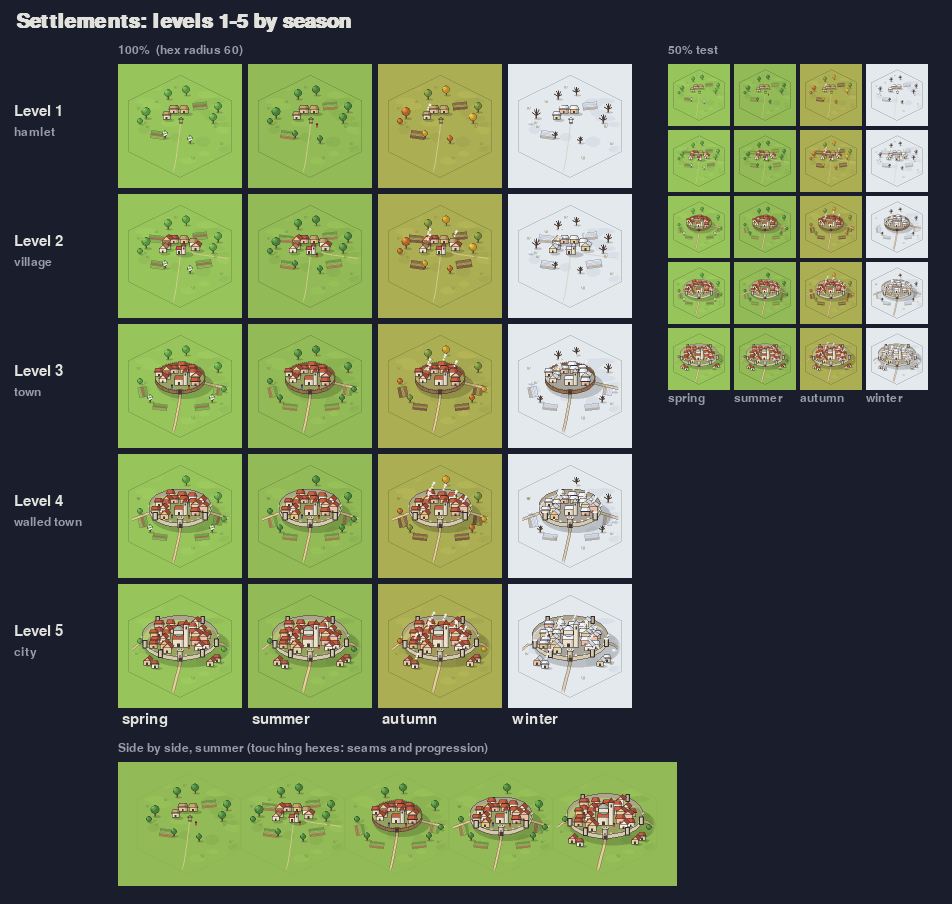 Settlements: levels 1-5 by season
100% (hex radius 60)
50% test
Level 1
hamlet
Level 2
village
Level 3
town
Level 4
walled town
Level 5
city
spring summer autumn winter
spring summer autumn winter
Side by side, summer (touching hexes: seams and progression)